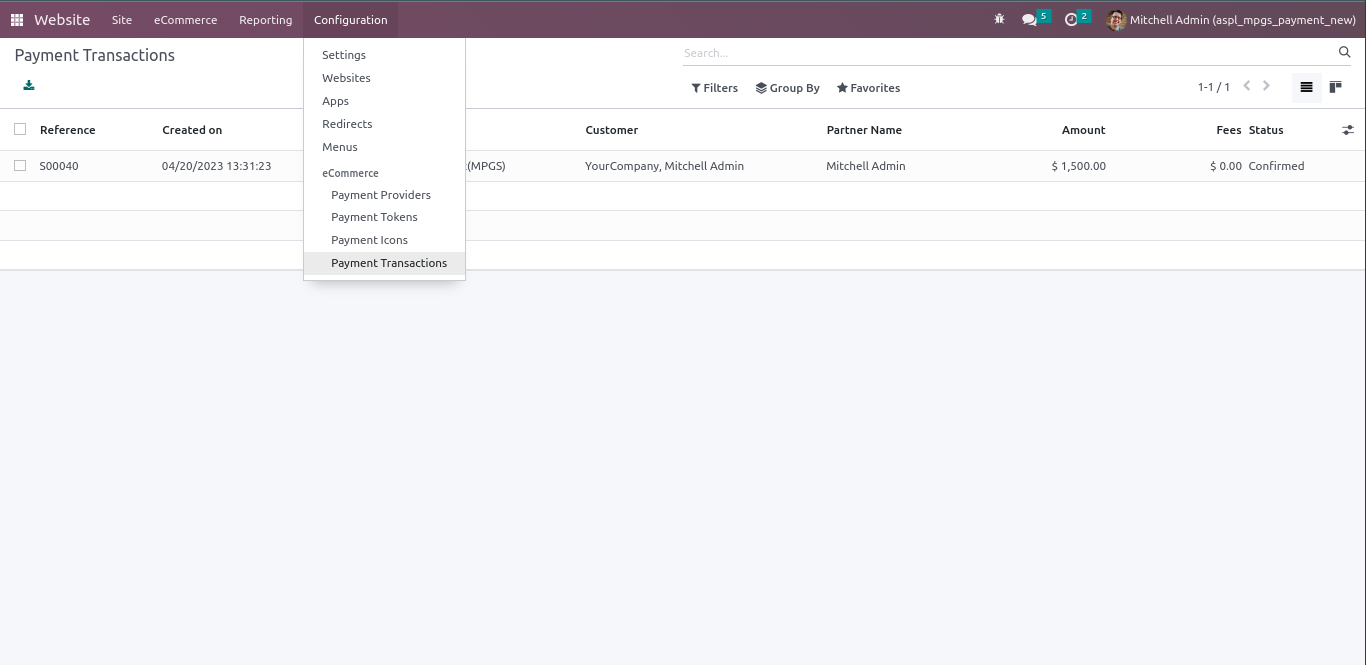 Website Site eCommerce Reporting Configuration 5 2 Mitchell Admin (aspl_mpgs_payment_new)
Payment Transactions
Search...
Filters Group By Favorites 1-1 / 1
Settings
Websites
Apps
Redirects
Menus
eCommerce
Payment Providers
Payment Tokens
Payment Icons
Payment Transactions
Reference Created on Customer Partner Name Amount Fees Status
S00040 04/20/2023 13:31:23 (MPGS) YourCompany, Mitchell Admin Mitchell Admin $ 1,500.00 $ 0.00 Confirmed